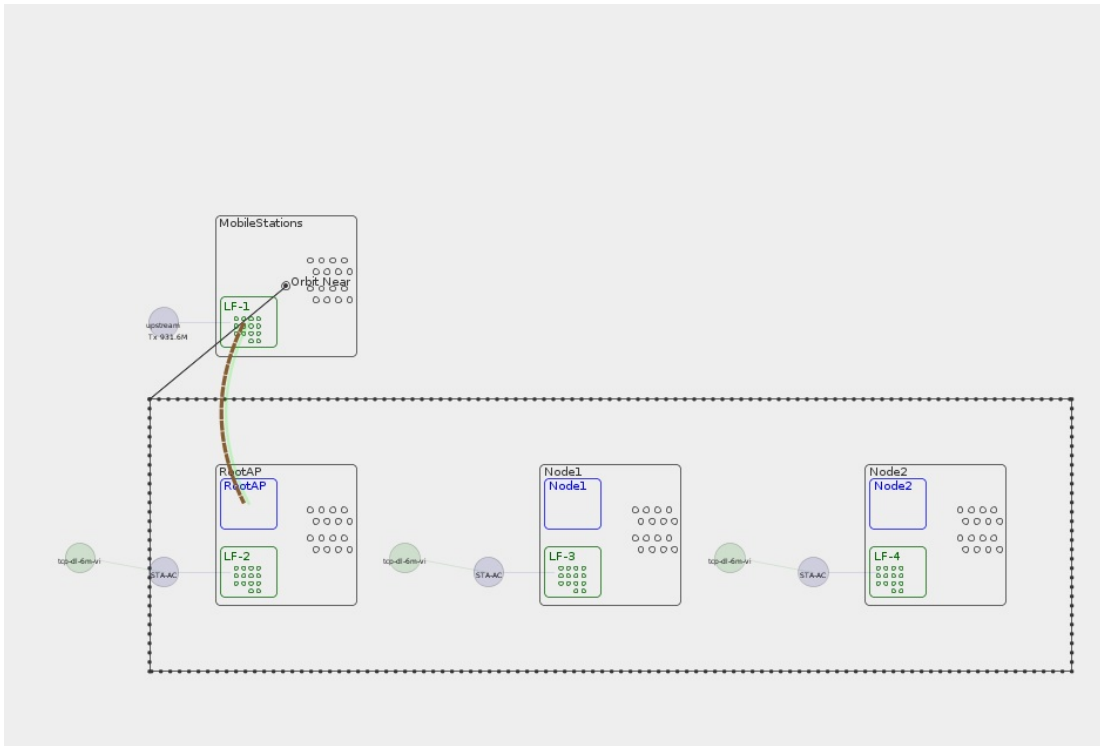 MobileStations
Orbit Near
LF-1
upstream
Tx 931.6M
RootAP
RootAP
LF-2
tcp-dl-6m-vi
STA-AC
Node1
Node1
LF-3
tcp-dl-6m-vi
STA-AC
Node2
Node2
LF-4
tcp-dl-6m-vi
STA-AC